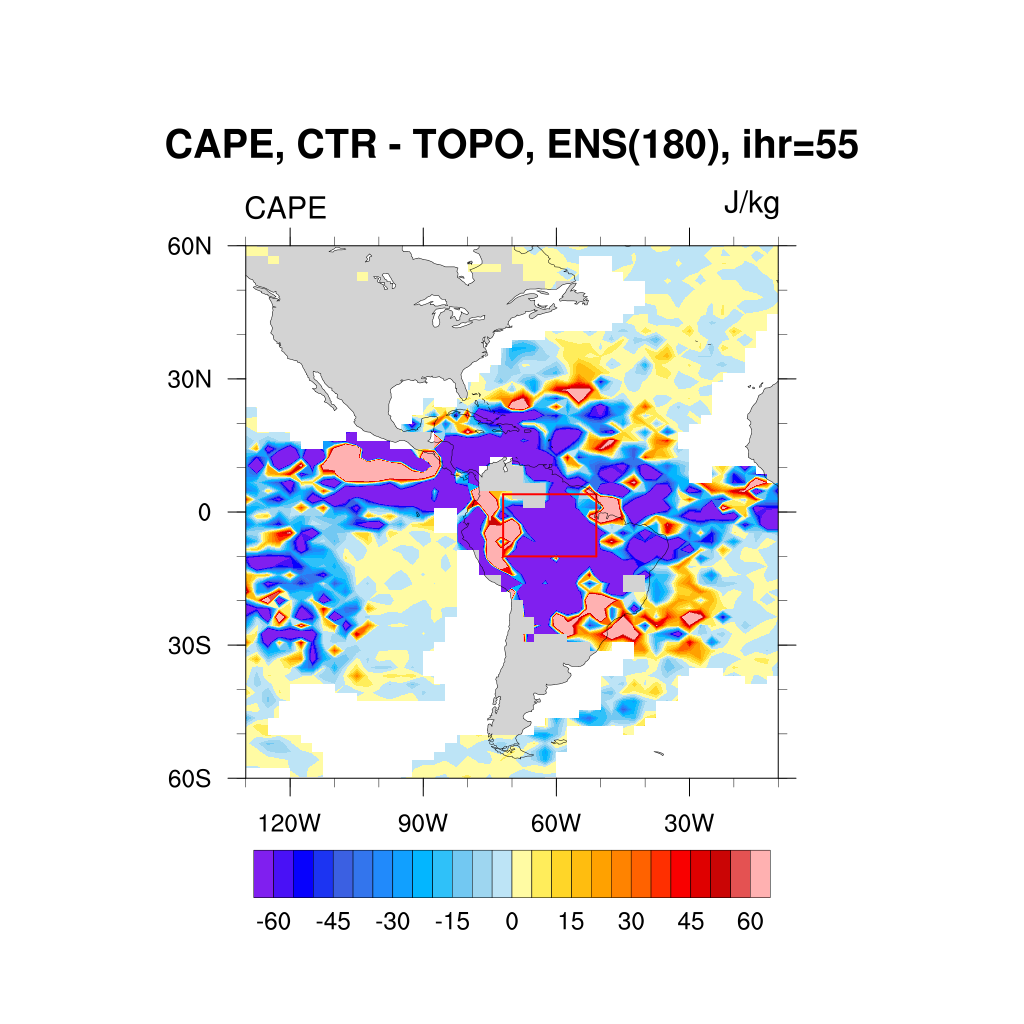 CAPE, CTR - TOPO, ENS(180), ihr=55
CAPE J/kg
60N
30N
0
30S
60S
120W 90W 60W 30W
-60 -45 -30 -15 0 15 30 45 60